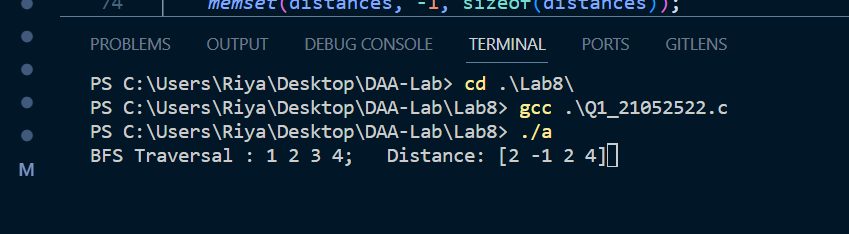 74 memset(distances, -1, sizeof(distances));
PROBLEMS OUTPUT DEBUG CONSOLE TERMINAL PORTS GITLENS
PS C:\Users\Riya\Desktop\DAA-Lab> cd .\Lab8\
PS C:\Users\Riya\Desktop\DAA-Lab\Lab8> gcc .\Q1_21052522.c
PS C:\Users\Riya\Desktop\DAA-Lab\Lab8> ./a
BFS Traversal : 1 2 3 4;   Distance: [2 -1 2 4]
M